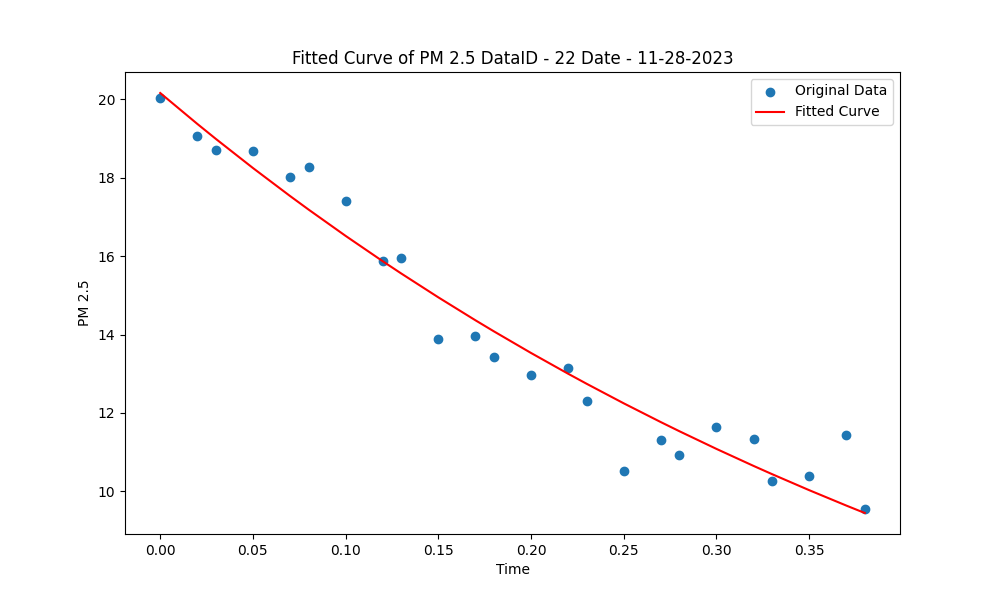 Fitted Curve of PM 2.5 DataID - 22 Date - 11-28-2023
Original Data
Fitted Curve
20
18
16
14
12
10
PM 2.5
0.00 0.05 0.10 0.15 0.20 0.25 0.30 0.35
Time